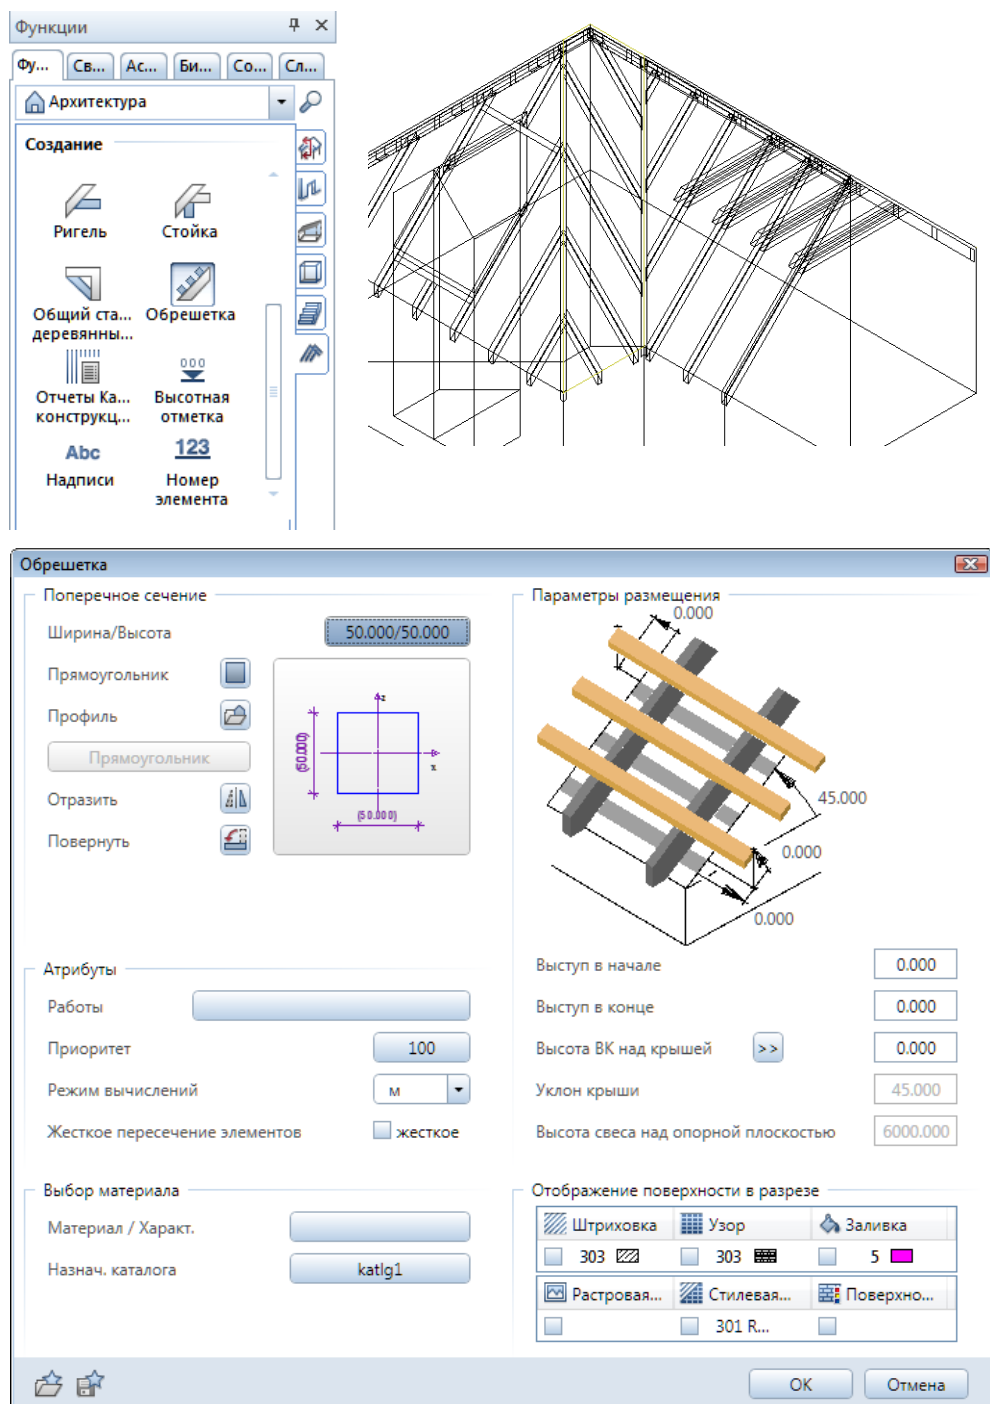 Функции
Фу...
Св...
Ас...
Би...
Со...
Сл...
Архитектура
Создание
Ригель
Стойка
Общий ста...
деревянны...
Обрешетка
Отчеты Ка...
конструкц...
000
Высотная
отметка
Abc
Надписи
123
Номер
элемента
Обрешетка
Поперечное сечение
Ширина/Высота
50.000/50.000
Прямоугольник
Профиль
Прямоугольник
Отразить
Повернуть
z
(50.000)
x
(50.000)
Параметры размещения
0.000
45.000
0.000
0.000
Атрибуты
Работы
Приоритет
100
Режим вычислений
м
Жесткое пересечение элементов
жесткое
Выступ в начале
0.000
Выступ в конце
0.000
Высота ВК над крышей
>>
0.000
Уклон крыши
45.000
Высота свеса над опорной плоскостью
6000.000
Выбор материала
Материал / Характ.
Назнач. каталога
katlg1
Отображение поверхности в разрезе
Штриховка
Узор
Заливка
303
303
5
Растровая...
Стилевая...
Поверхно...
301 R...
OK
Отмена